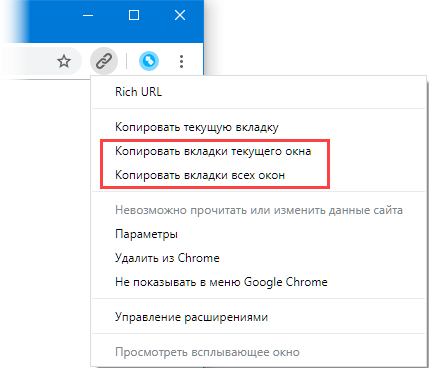 Rich URL
Копировать текущую вкладку
Копировать вкладки текущего окна
Копировать вкладки всех окон
Невозможно прочитать или изменить данные сайта
Параметры
Удалить из Chrome
Не показывать в меню Google Chrome
Управление расширениями
Просмотреть всплывающее окно